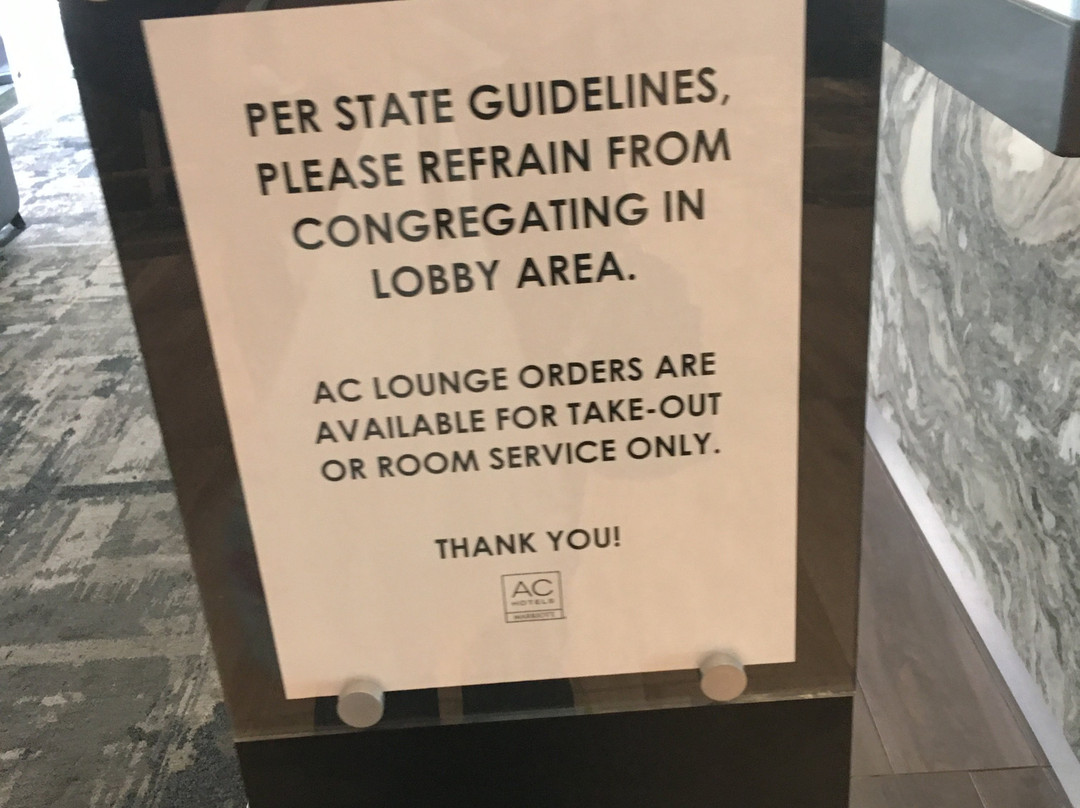 PER STATE GUIDELINES,
PLEASE REFRAIN FROM
CONGREGATING IN
LOBBY AREA.
AC LOUNGE ORDERS ARE
AVAILABLE FOR TAKE-OUT
OR ROOM SERVICE ONLY.
THANK YOU!
AC
HOTELS
MARRIOTT